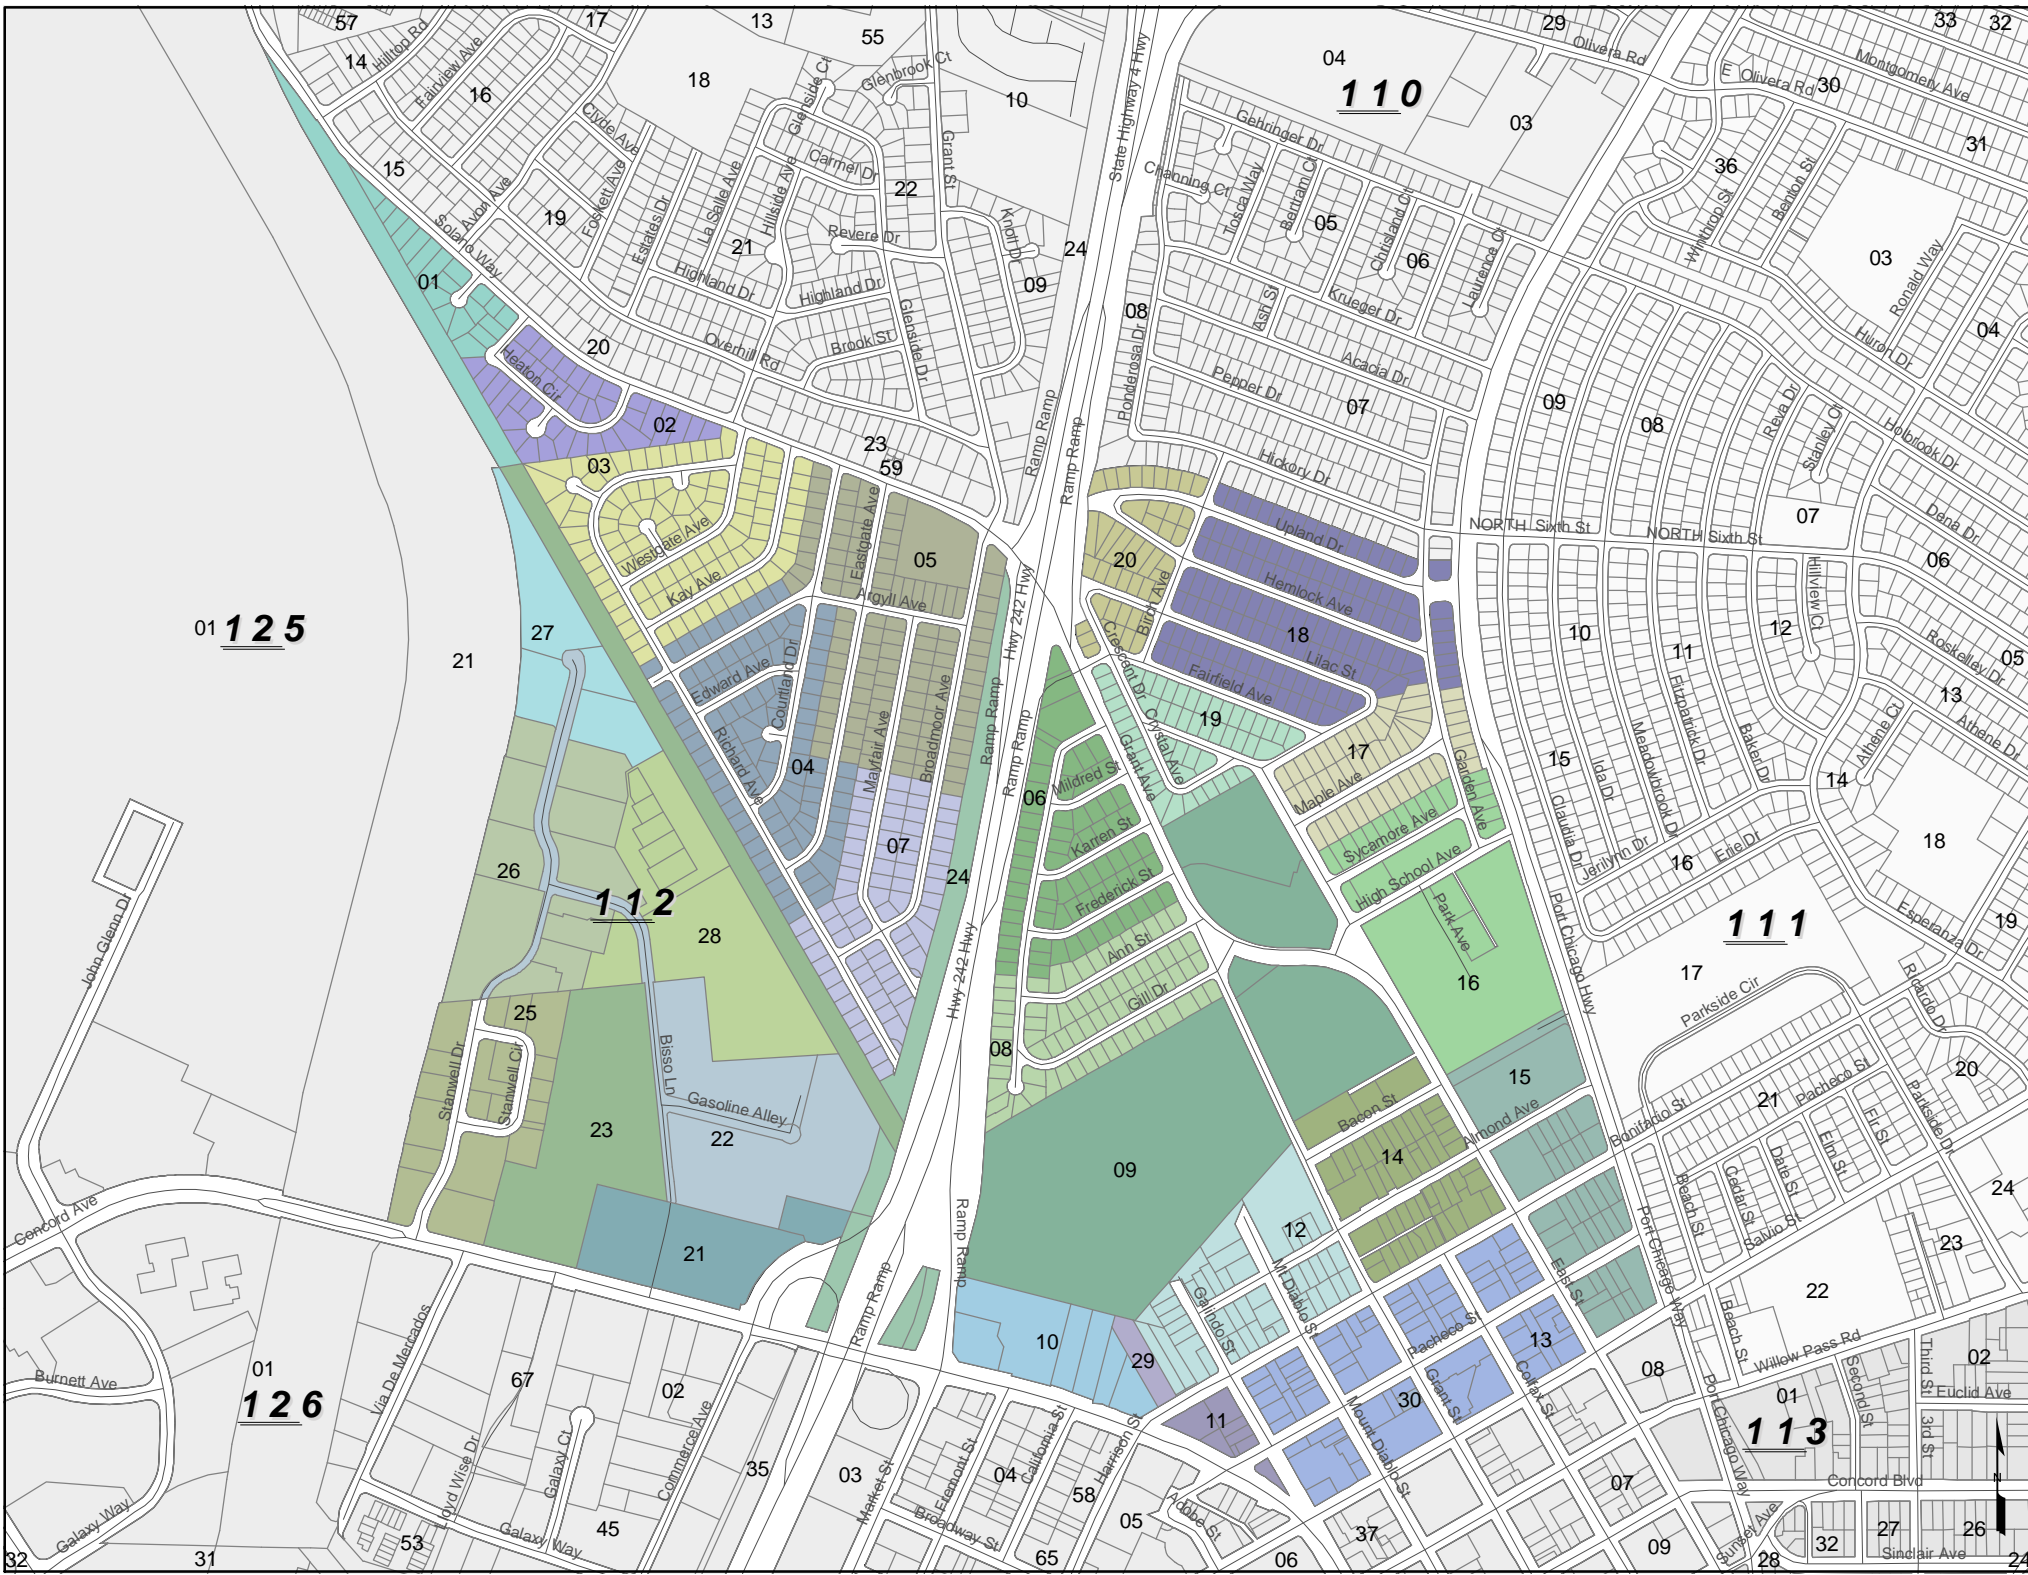 57
17
13
55
29
33
32
14
Hilltop Rd
Fairview Ave
16
18
Glenside Ct
Glenbrook Ct
10
State Highway 4 Hwy
04
110
Olivera Rd
03
E Olivera Rd
30
Montgomery Ave
31
Clyde Ave
15
Avon Ave
Solano Way
19
Foskett Ave
Estates Dr
La Salle Ave
Hillside Ave
21
Carmel Dr
22
Grant St
Revere Dr
Knott Dr
24
09
Highland Dr
Highland Dr
Glenside Dr
Brook St
Overhill Rd
20
01
Heaton Cir
02
03
23
59
Gehringer Dr
Channing Ct
Tosca Way
Bertram Ct
05
Chrisland Ct
06
Laurence Ct
Ash St
Krueger Dr
08
Ponderosa Dr
Acacia Dr
Pepper Dr
07
Hickory Dr
Ramp Ramp
Ramp Ramp
36
Winthrop St
Benton St
03
Ronald Way
04
Huron Dr
09
08
Reva Dr
Stanley Ct
Holbrook Dr
07
Dena Dr
06
NORTH Sixth St
NORTH Sixth St
Hillview Ct
12
Roskelley Dr
05
13
Athene Dr
Athene Ct
14
10
11
Fitzpatrick Dr
Baker Dr
Meadowbrook Dr
Ida Dr
15
Claudia Dr
Jerilynn Dr
16
Erie Dr
18
Esperanza Dr
19
111
17
Parkside Cir
Ricardo Dr
20
Port Chicago Hwy
Westgate Ave
Kay Ave
Eastgate Ave
05
Argyll Ave
Hwy 242 Hwy
Edward Ave
Courtland Dr
Richard Ave
04
Mayfair Ave
Broadmoor Ave
Ramp Ramp
Ramp Ramp
07
24
Hwy 242 Hwy
20
Birch Ave
Crescent Dr
Upland Dr
Hemlock Ave
18
Lilac St
Fairfield Ave
19
Crystal Ave
Grant Ave
17
Maple Ave
Garden Ave
Sycamore Ave
High School Ave
Park Ave
16
06
Mildred St
Karren St
Frederick St
Ann St
Gill Dr
08
01
125
21
27
26
112
28
John Glenn Dr
25
Stanwell Dr
Stanwell Cir
23
Bisso Ln
Gasoline Alley
22
21
Concord Ave
Burnett Ave
01
126
Via De Mercados
67
02
Lloyd Wise Dr
Galaxy Ct
Commerce Ave
35
53
Galaxy Way
45
Galaxy Way
32
31
09
15
Bacon St
Almond Ave
14
12
Galindo St
Mt Diablo St
10
29
11
13
Pacheco St
30
Grant St
Colfax St
East St
Mount Diablo St
Mount Diablo St
Ramp Ramp
Ramp Ramp
03
Market St
Fremont St
04
California St
58
Harrison St
Broadway St
65
05
Adobe St
06
37
07
09
08
Bonifacio St
21
Pacheco St
Fir St
Elm St
Date St
Cedar St
Beach St
Salvio St
Parkside Dr
24
23
22
Port Chicago Way
Beach St
Willow Pass Rd
01
113
Second St
Third St
02
Euclid Ave
3rd St
Port Chicago Way
Concord Blvd
Sunset Ave
28
32
27
26
Sinclair Ave
24
N